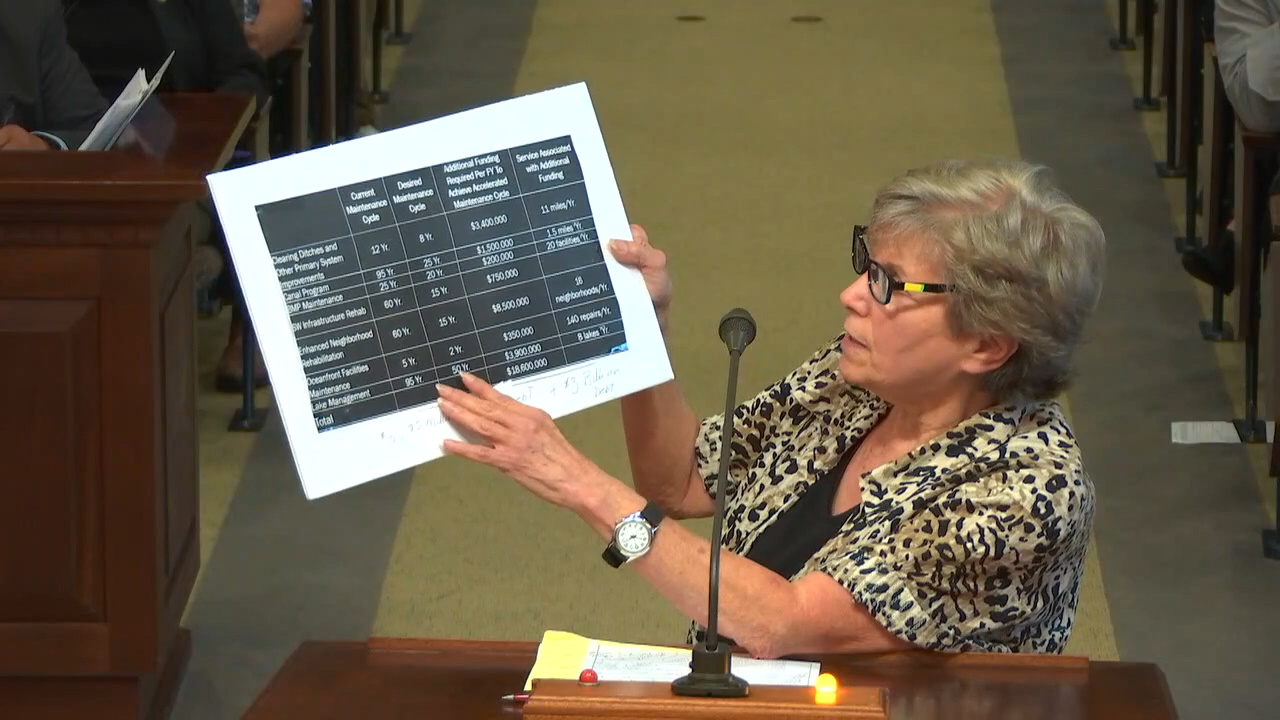 Current Maintenance Cycle
Desired Maintenance Cycle
Additional Funding Required Per FY To Achieve Accelerated Maintenance Cycle
Service Associated with Additional Funding
Clearing Ditches and Other Primary System Improvements 12 Yr. 8 Yr. $3,400,000 11 miles/Yr.
Canal Program 95 Yr. 25 Yr. $1,500,000 1.5 miles/Yr.
BMP Maintenance 25 Yr. 20 Yr. $200,000 20 facilities/Yr.
SW Infrastructure Rehab 60 Yr. 15 Yr. $750,000
Enhanced Neighborhood Rehabilitation 60 Yr. 15 Yr. $8,500,000 18 neighborhoods/Yr.
Oceanfront Facilities Maintenance 5 Yr. 2 Yr. $350,000 140 repairs/Yr.
Lake Management 95 Yr. 50 Yr. $3,900,000 8 lakes/Yr.
Total $18,600,000